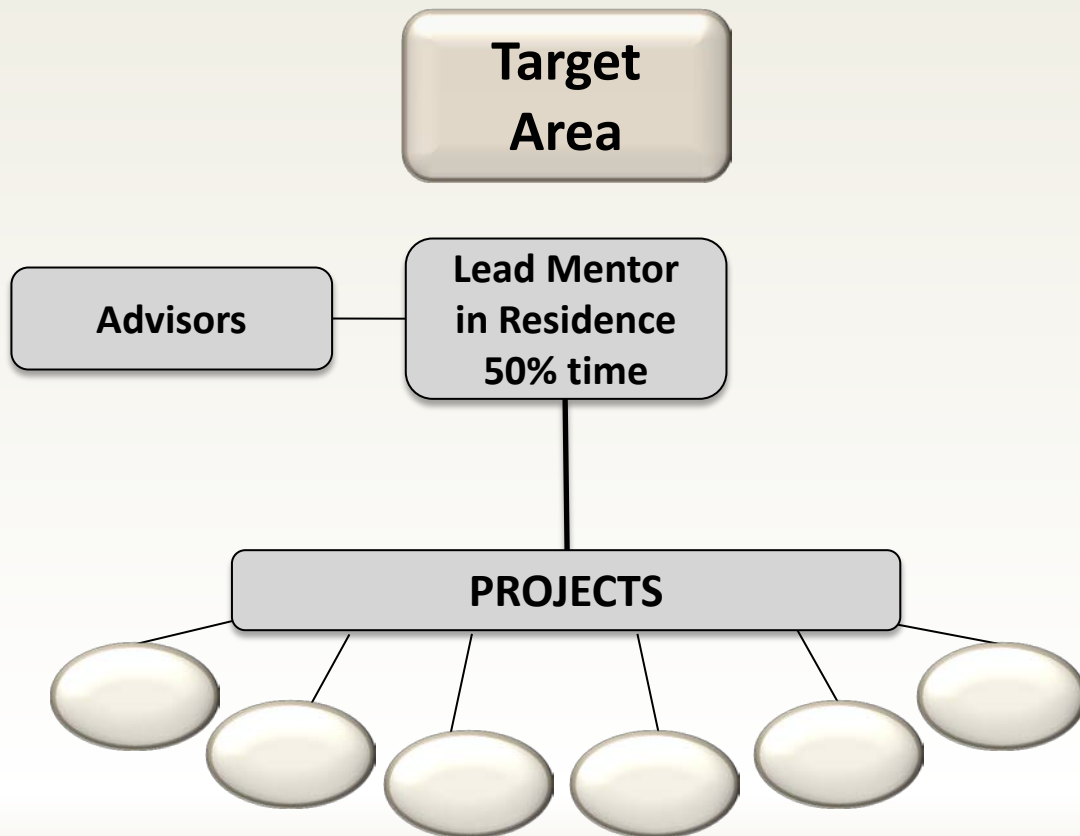 Target
Area
Advisors
Lead Mentor
in Residence
50% time
PROJECTS